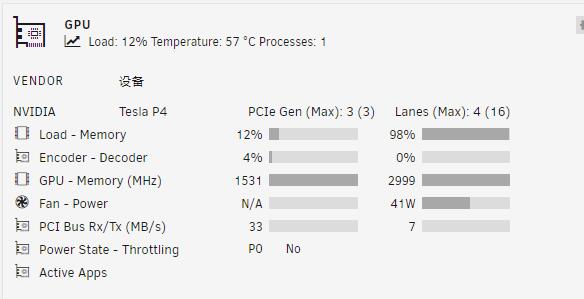 GPU
Load: 12% Temperature: 57 °C Processes: 1
VENDOR 设备
NVIDIA Tesla P4 PCIe Gen (Max): 3 (3) Lanes (Max): 4 (16)
Load - Memory 12% 98%
Encoder - Decoder 4% 0%
GPU - Memory (MHz) 1531 2999
Fan - Power N/A 41W
PCI Bus Rx/Tx (MB/s) 33 7
Power State - Throttling P0 No
Active Apps